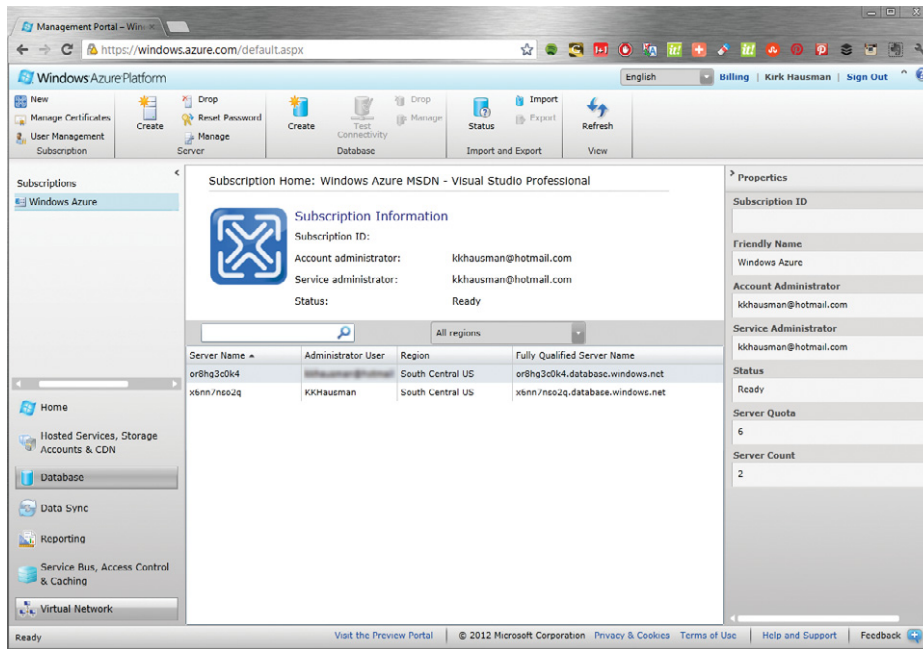 Management Portal – Win
https://windows.azure.com/default.aspx
Windows Azure Platform
English
Billing | Kirk Hausman | Sign Out
New
Manage Certificates
User Management
Subscription
Create
Drop
Reset Password
Manage
Server
Create
Test Connectivity
Drop
Manage
Database
Status
Import
Export
Import and Export
Refresh
View
Subscriptions
Windows Azure
Home
Hosted Services, Storage
Accounts & CDN
Database
Data Sync
Reporting
Service Bus, Access Control
& Caching
Virtual Network
Subscription Home: Windows Azure MSDN - Visual Studio Professional
Subscription Information
Subscription ID:
Account administrator: kkhausman@hotmail.com
Service administrator: kkhausman@hotmail.com
Status: Ready
All regions
Server Name Administrator User Region Fully Qualified Server Name
or8hq3c0k4 South Central US or8hq3c0k4.database.windows.net
x6nn7nso2q KKHausman South Central US x6nn7nso2q.database.windows.net
Properties
Subscription ID
Friendly Name
Windows Azure
Account Administrator
kkhausman@hotmail.com
Service Administrator
kkhausman@hotmail.com
Status
Ready
Server Quota
6
Server Count
2
Ready
Visit the Preview Portal | © 2012 Microsoft Corporation Privacy & Cookies Terms of Use | Help and Support | Feedback